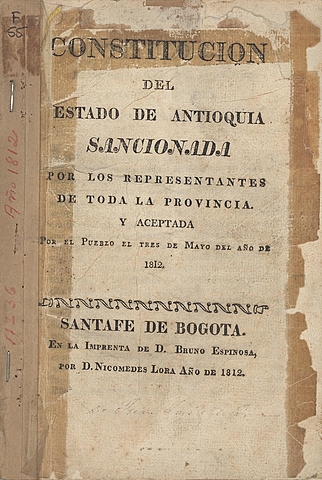 F
CONSTITUCION
DEL
ESTADO DE ANTIOQUIA
SANCIONADA
POR LOS REPRESENTANTES
DE TODA LA PROVINCIA.
Y ACEPTADA
POR EL PUEBLO EL TRES DE MAYO DEL AÑO DE
1812.
SANTAFE DE BOGOTA.
EN LA IMPRENTA DE D. BRUNO ESPINOSA,
POR D. NICOMEDES LORA AÑO DE 1812.
Año 1812